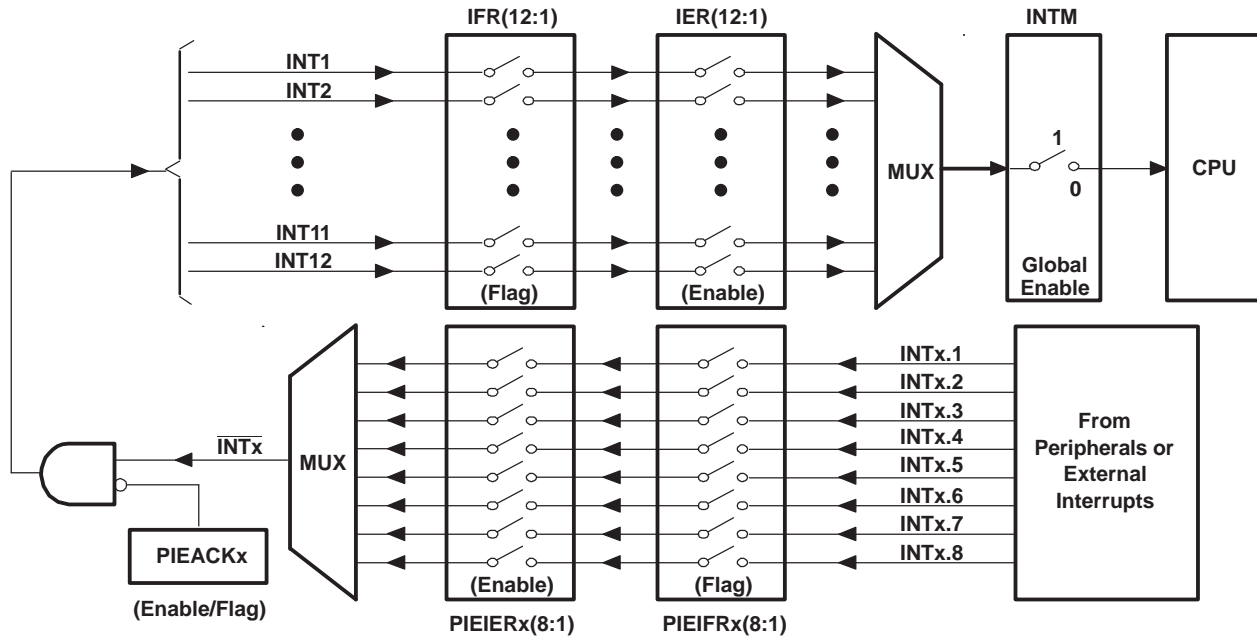 IFR(12:1)
IER(12:1)
INTM
INT1
INT2
INT11
INT12
(Flag)
(Enable)
MUX
1
0
Global
Enable
CPU
INTx.1
INTx.2
INTx.3
INTx.4
INTx.5
INTx.6
INTx.7
INTx.8
From
Peripherals or
External
Interrupts
INTx
MUX
PIEACKx
(Enable/Flag)
(Enable)
(Flag)
PIEIERx(8:1)
PIEIFRx(8:1)